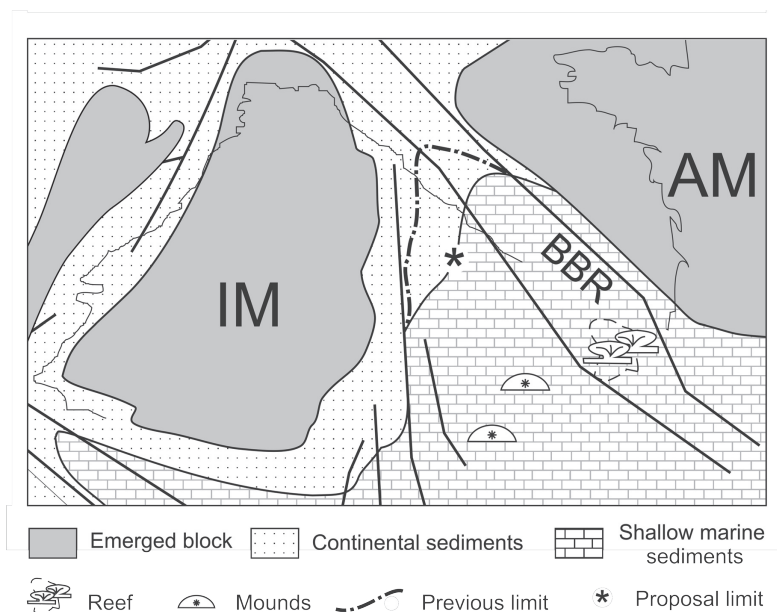 AM
BBR
IM
*
Emerged block
Continental sediments
Shallow marine
sediments
Reef
Mounds
Previous limit
*
Proposal limit